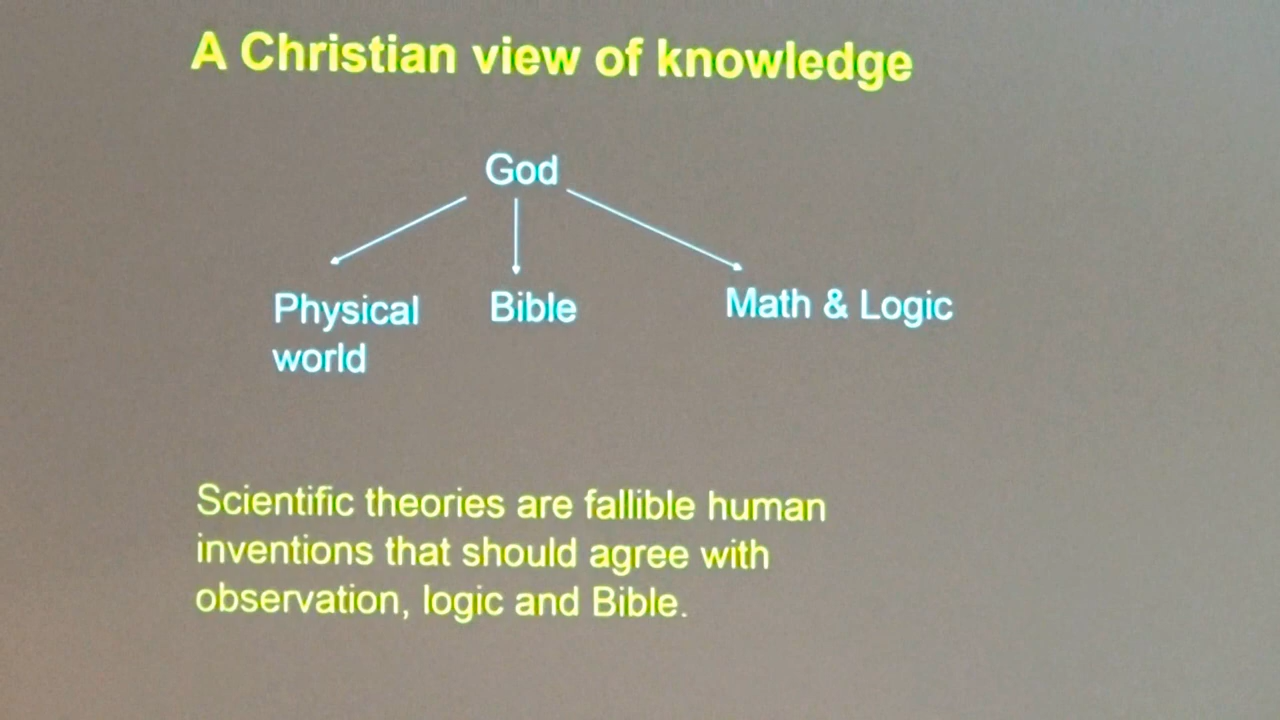 A Christian view of knowledge
God
Physical
world
Bible
Math & Logic
Scientific theories are fallible human
inventions that should agree with
observation, logic and Bible.